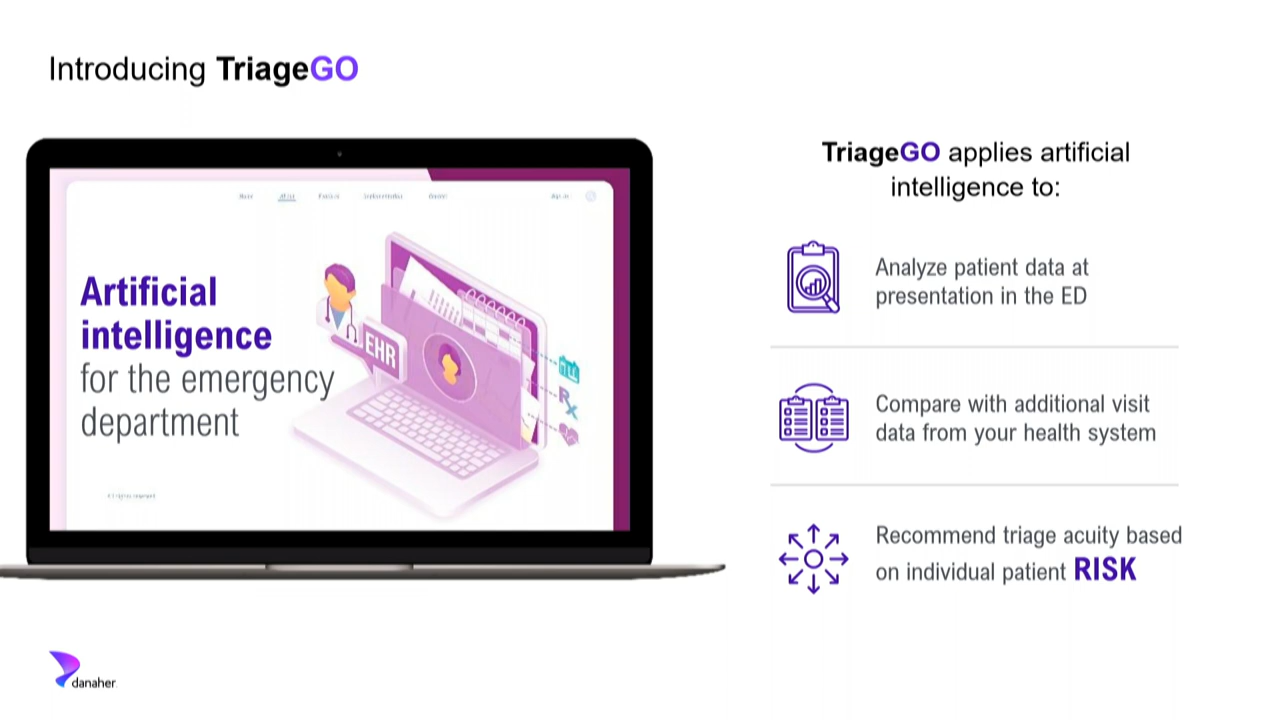 Introducing TriageGO
Artificial
intelligence
for the emergency
department
EHR
TriageGO applies artificial
intelligence to:
Analyze patient data at
presentation in the ED
Compare with additional visit
data from your health system
Recommend triage acuity based
on individual patient RISK
danaher